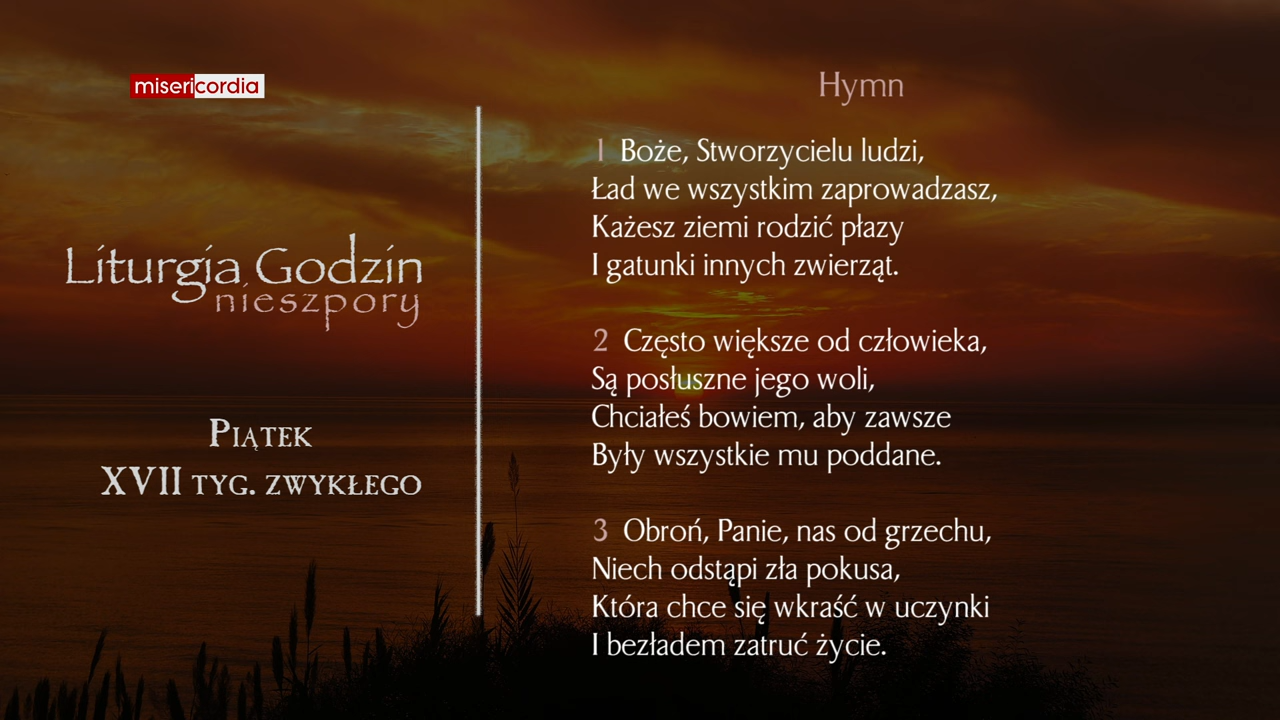 misericordia
Liturgia Godzin
nieszpory
Piątek
XVII tyg. zwykłego
Hymn
1 Boże, Stworzycielu ludzi,
Ład we wszystkim zaprowadzasz,
Każesz ziemi rodzić płazy
I gatunki innych zwierząt.
2 Często większe od człowieka,
Są posłuszne jego woli,
Chciałeś bowiem, aby zawsze
Były wszystkie mu poddane.
3 Obroń, Panie, nas od grzechu,
Niech odstąpi zła pokusa,
Która chce się wkraść w uczynki
I bezładem zatruć życie.